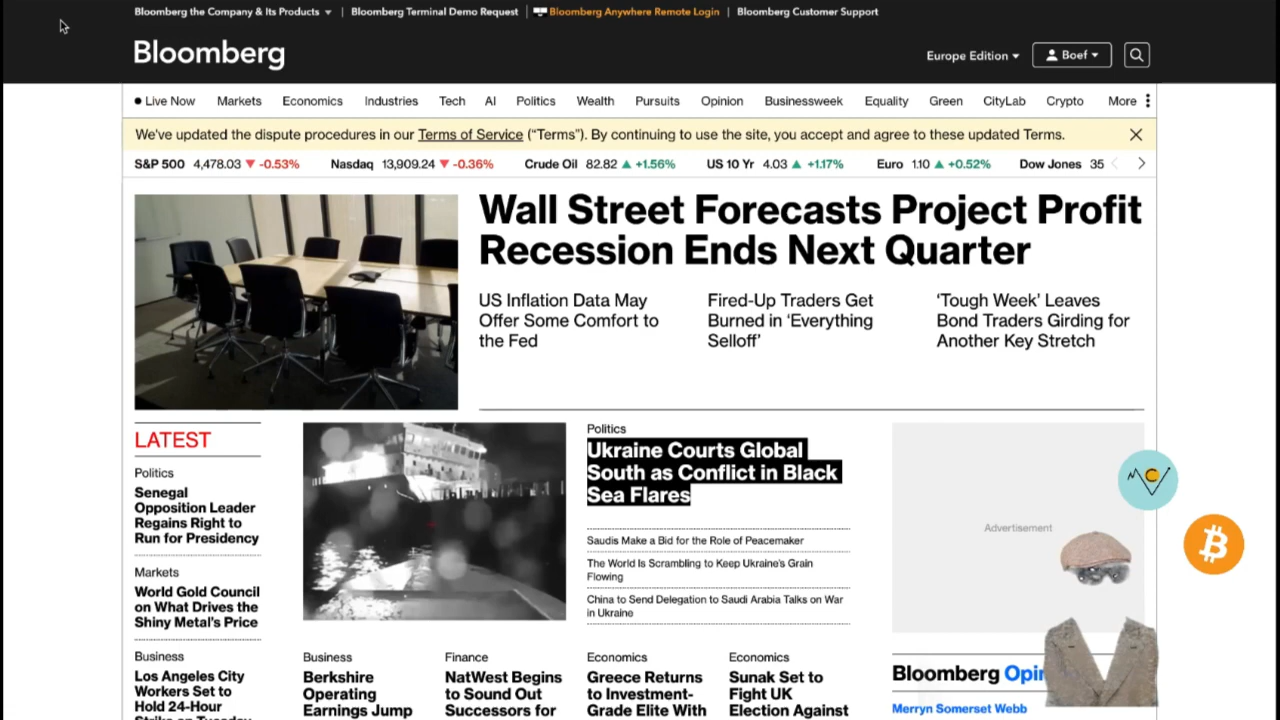 Bloomberg the Company & Its Products
Bloomberg Terminal Demo Request
Bloomberg Anywhere Remote Login
Bloomberg Customer Support
Bloomberg
Europe Edition
Boef
Live Now
Markets
Economics
Industries
Tech
AI
Politics
Wealth
Pursuits
Opinion
Businessweek
Equality
Green
CityLab
Crypto
More
We've updated the dispute procedures in our Terms of Service (“Terms”). By continuing to use the site, you accept and agree to these updated Terms.
S&P 500 4,478.03 ▼ -0.53%
Nasdaq 13,909.24 ▼ -0.36%
Crude Oil 82.82 ▲ +1.56%
US 10 Yr 4.03 ▲ +1.17%
Euro 1.10 ▲ +0.52%
Dow Jones 35
Wall Street Forecasts Project Profit
Recession Ends Next Quarter
US Inflation Data May
Offer Some Comfort to
the Fed
Fired-Up Traders Get
Burned in ‘Everything
Selloff’
‘Tough Week’ Leaves
Bond Traders Girding for
Another Key Stretch
LATEST
Politics
Senegal
Opposition Leader
Regains Right to
Run for Presidency
Markets
World Gold Council
on What Drives the
Shiny Metal's Price
Business
Los Angeles City
Workers Set to
Hold 24-Hour
Strike on Tuesday
Politics
Ukraine Courts Global
South as Conflict in Black
Sea Flares
Saudis Make a Bid for the Role of Peacemaker
The World Is Scrambling to Keep Ukraine's Grain
Flowing
China to Send Delegation to Saudi Arabia Talks on War
in Ukraine
Advertisement
Business
Berkshire
Operating
Earnings Jump
Finance
NatWest Begins
to Sound Out
Successors for
Economics
Greece Returns
to Investment-
Grade Elite With
Economics
Sunak Set to
Fight UK
Election Against
Bloomberg Opin
Merryn Somerset Webb